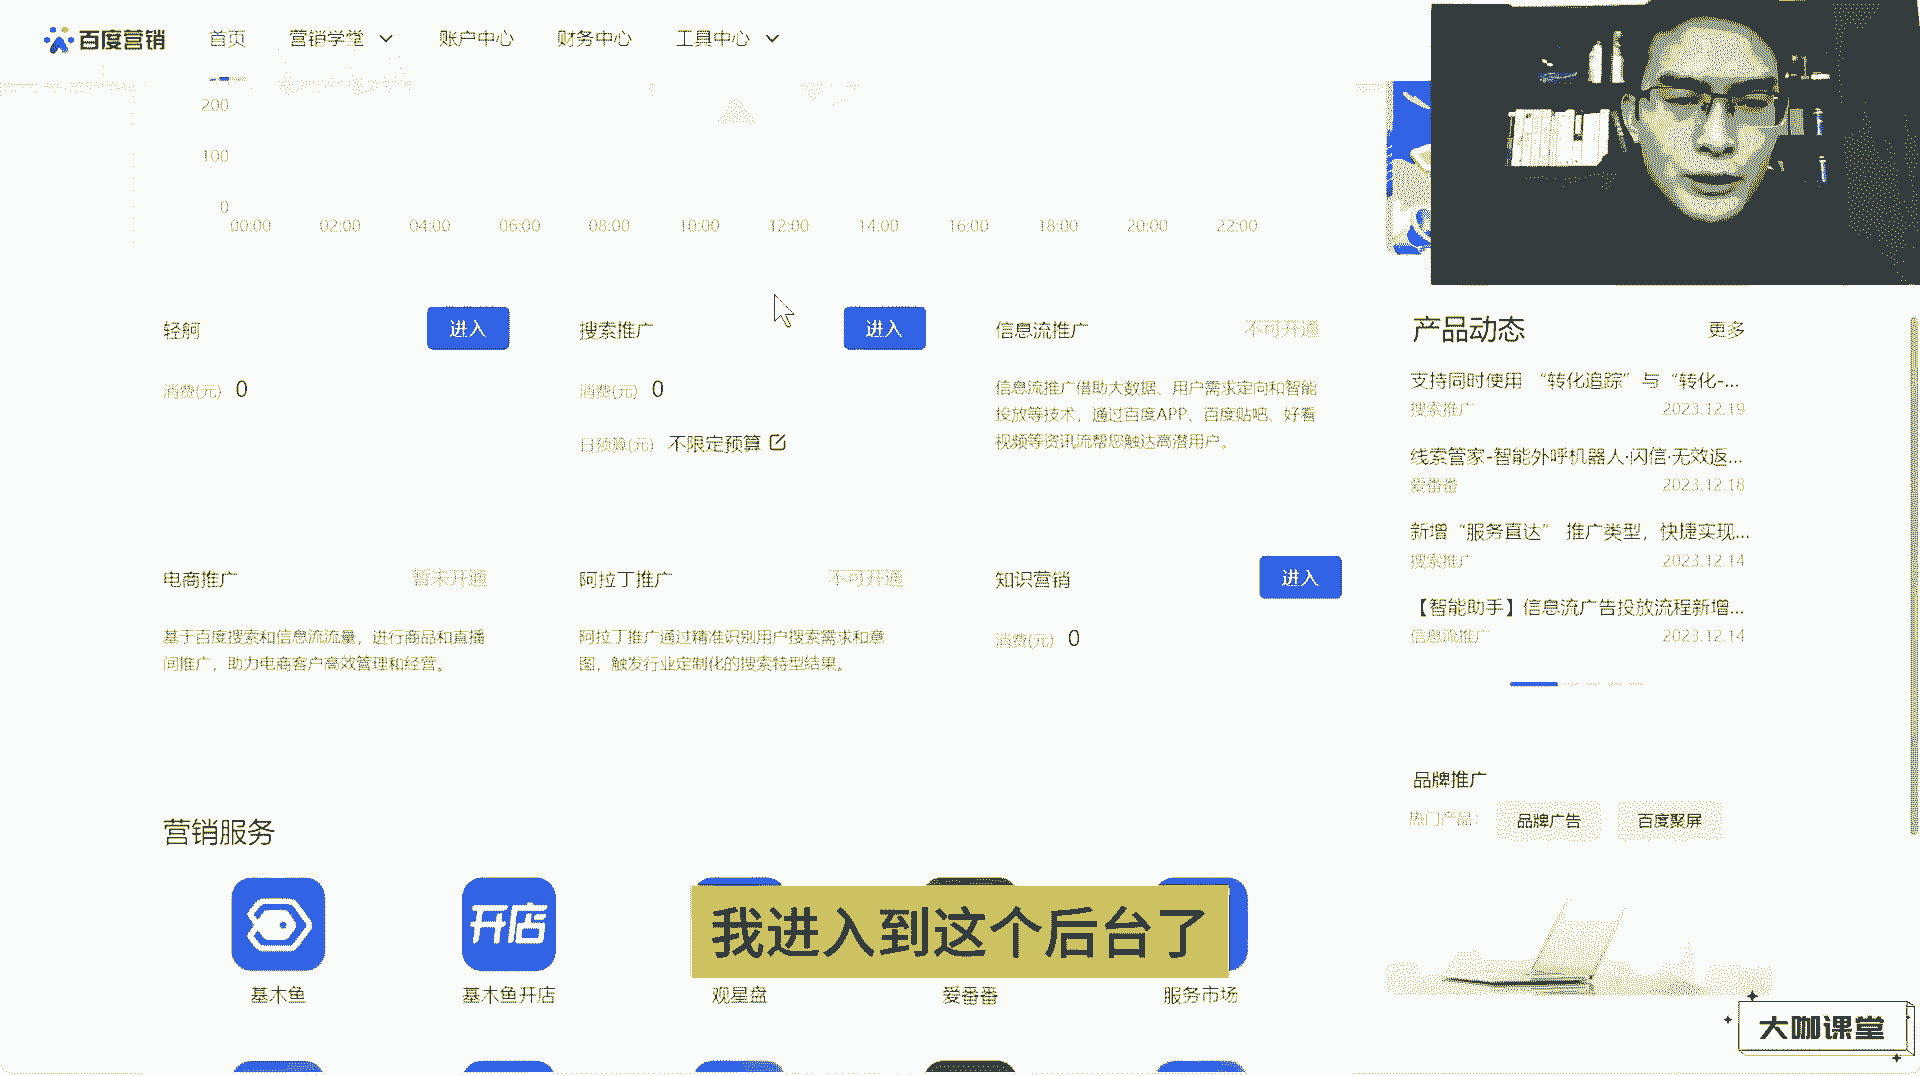 百度营销 首页 营销学堂 账户中心 财务中心 工具中心
200
100
0
00:00 02:00 04:00 06:00 08:00 10:00 12:00 14:00 16:00 18:00 20:00 22:00
轻舸 进入
消费(元) 0
搜索推广 进入
消费(元) 0
日预算(元) 不限定预算
信息流推广 不可开通
信息流推广借助大数据、用户需求定向和智能
投放等技术，通过百度APP、百度贴吧、好看
视频等资讯流帮您触达高潜用户。
电商推广 暂未开通
基于百度搜索和信息流流量，进行商品和直播
间推广，助力电商客户高效管理和经营。
阿拉丁推广 不可开通
阿拉丁推广通过精准识别用户搜索需求和意
图，触发行业定制化的搜索特型结果。
知识营销 进入
消费(元) 0
产品动态 更多
支持同时使用 “转化追踪” 与 “转化-...
搜索推广 2023.12.19
线索管家-智能外呼机器人·闪信·无效返...
爱番番 2023.12.18
新增“服务直达” 推广类型，快捷实现...
搜索推广 2023.12.14
【智能助手】信息流广告投放流程新增...
信息流推广 2023.12.14
品牌推广
热门产品： 品牌广告 百度聚屏
营销服务
开店
基木鱼 基木鱼开店 观星盘 爱番番 服务市场
我进入到这个后台了
大咖课堂